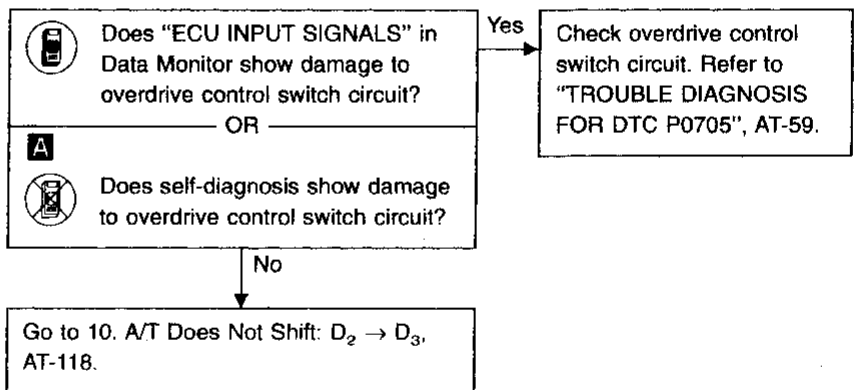 Does “ECU INPUT SIGNALS” in
Data Monitor show damage to
overdrive control switch circuit?
OR
A
Does self-diagnosis show damage
to overdrive control switch circuit?
Yes
Check overdrive control
switch circuit. Refer to
“TROUBLE DIAGNOSIS
FOR DTC P0705”, AT-59.
No
Go to 10. A/T Does Not Shift: D₂ → D₃,
AT-118.